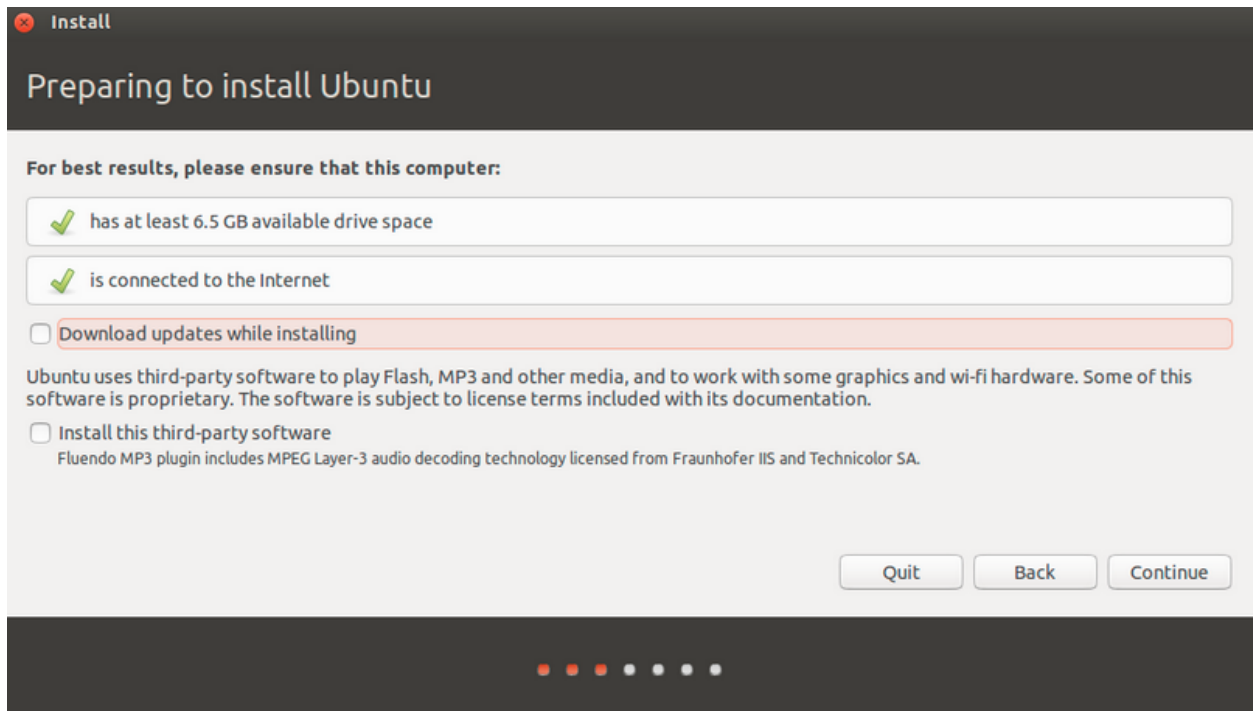 Install
Preparing to install Ubuntu
For best results, please ensure that this computer:
has at least 6.5 GB available drive space
is connected to the Internet
Download updates while installing
Ubuntu uses third-party software to play Flash, MP3 and other media, and to work with some graphics and wi-fi hardware. Some of this
software is proprietary. The software is subject to license terms included with its documentation.
Install this third-party software
Fluendo MP3 plugin includes MPEG Layer-3 audio decoding technology licensed from Fraunhofer IIS and Technicolor SA.
Quit Back Continue